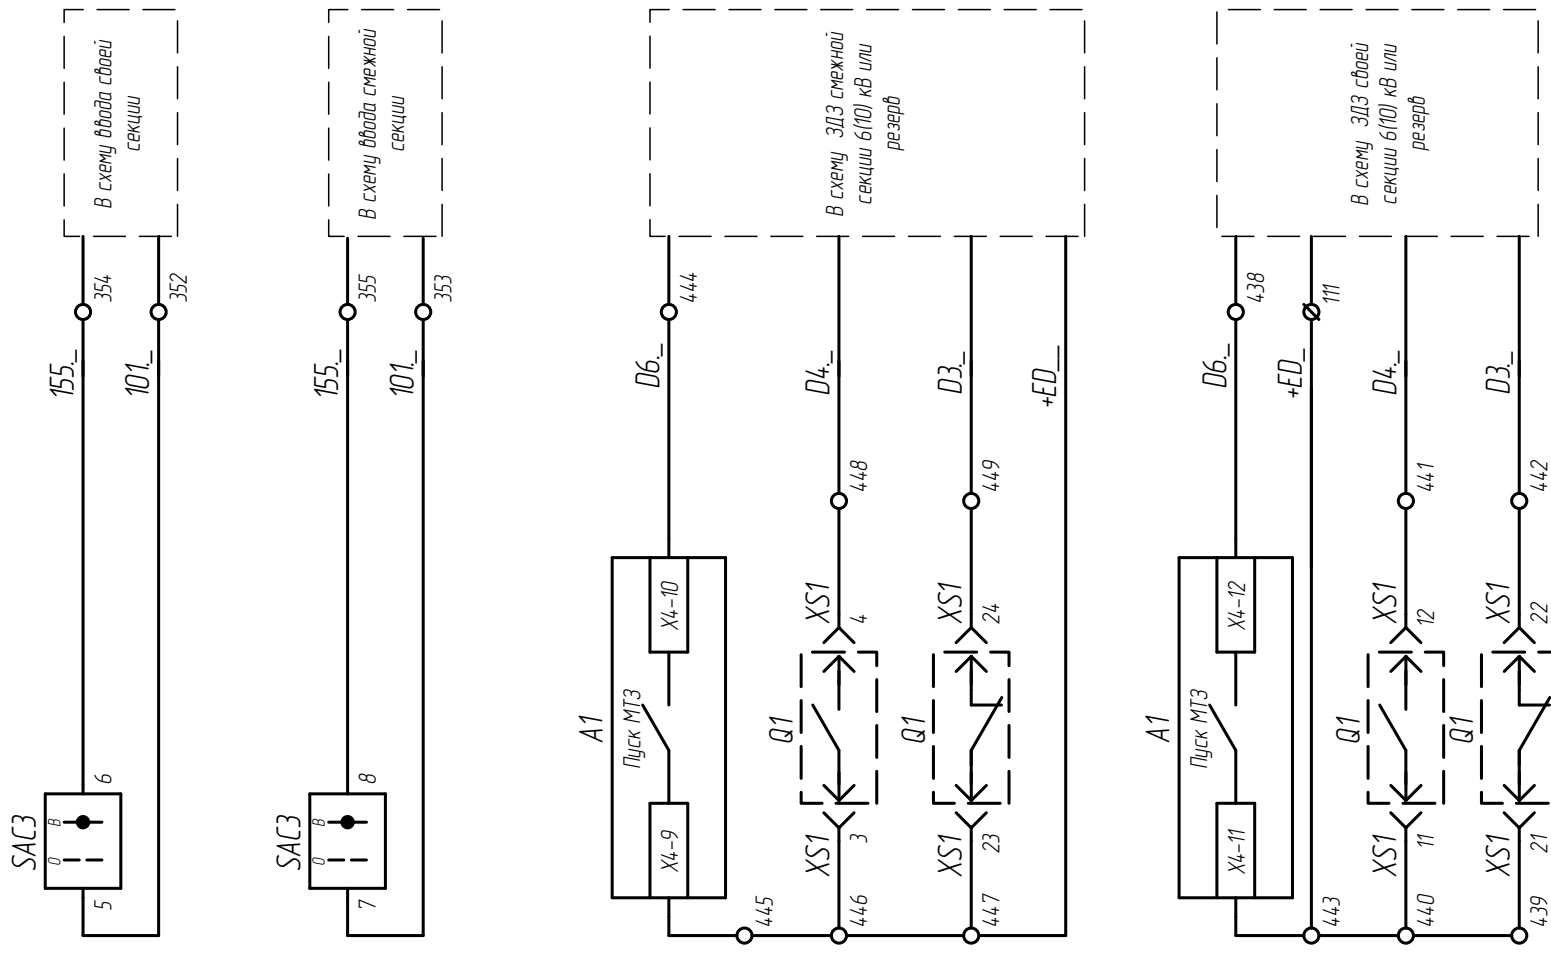 В схему ввода своей
секции
354
352
155._
101._
SAC3
О
В
6
5
В схему ввода смежной
секции
355
353
155._
101._
SAC3
О
В
8
7
В схему ЗДЗ смежной
секции 6(10) кВ или
резерв
444
D6._
D4._
D3._
+ED__
448
449
A1
Пуск МТЗ
X4-10
X4-9
Q1
XS1
4
XS1
3
Q1
XS1
24
XS1
23
445
446
447
В схему ЗДЗ своей
секции 6(10) кВ или
резерв
438
111
D6._
+ED_
D4._
D3._
441
442
A1
Пуск МТЗ
X4-12
X4-11
Q1
XS1
12
XS1
11
Q1
XS1
22
XS1
21
443
440
439